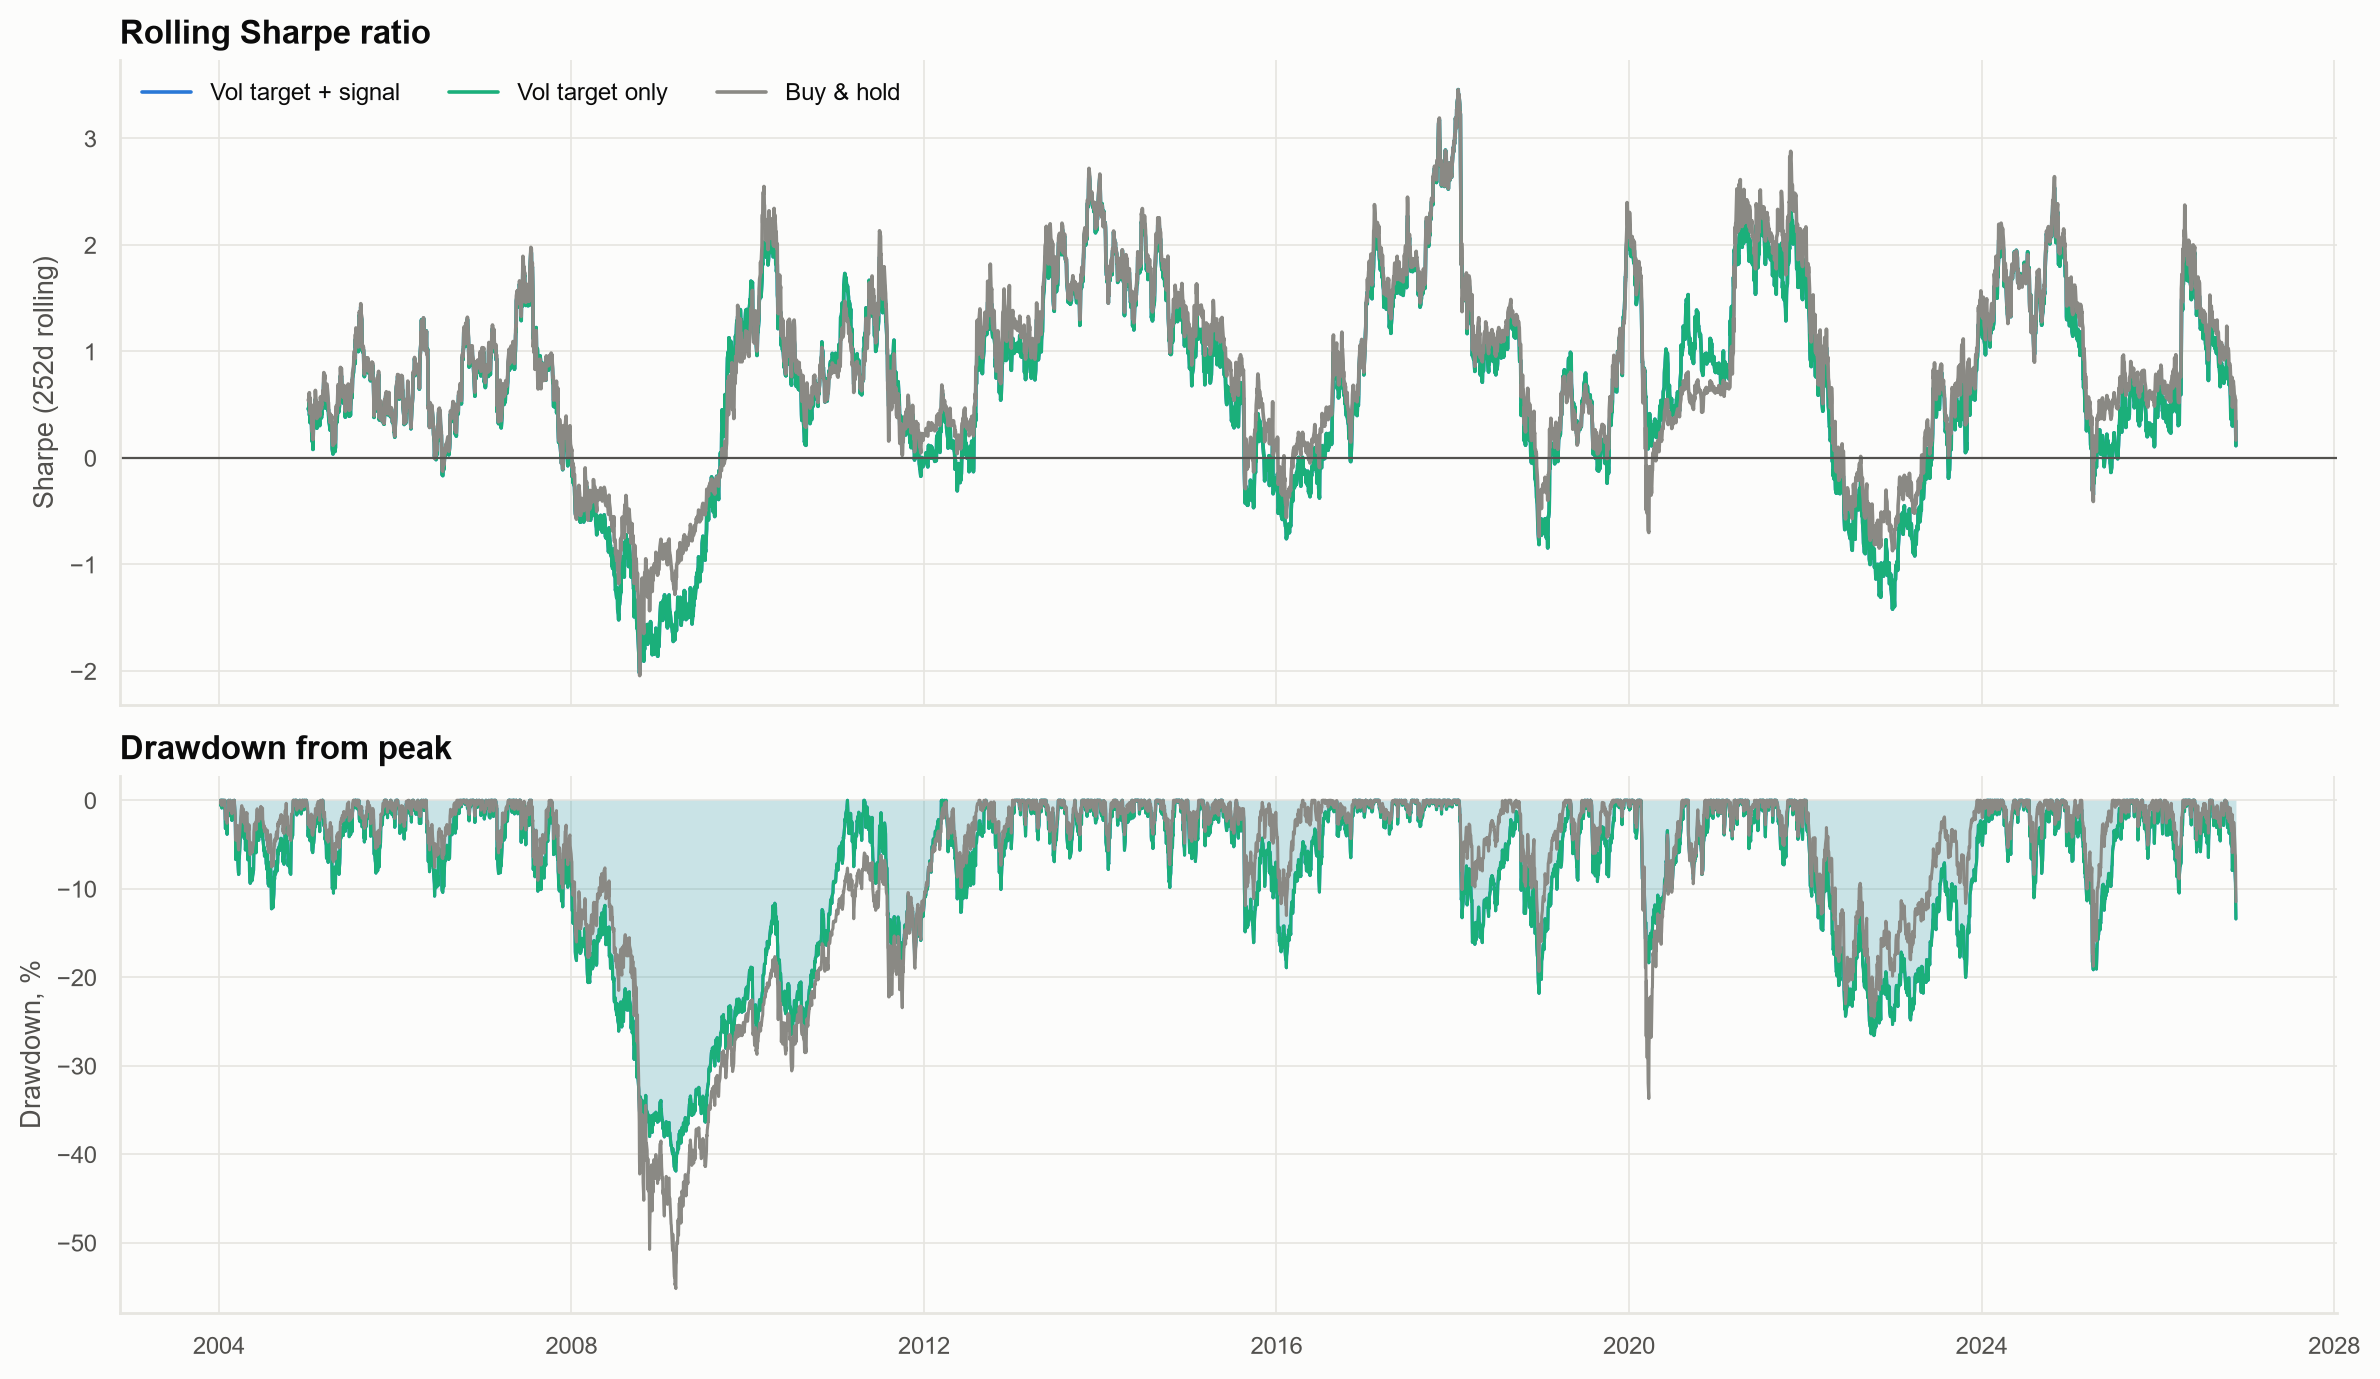 Rolling Sharpe ratio
Vol target + signal
Vol target only
Buy & hold
Sharpe (252d rolling)
3
2
1
0
−1
−2
Drawdown from peak
Drawdown, %
0
−10
−20
−30
−40
−50
2004
2008
2012
2016
2020
2024
2028